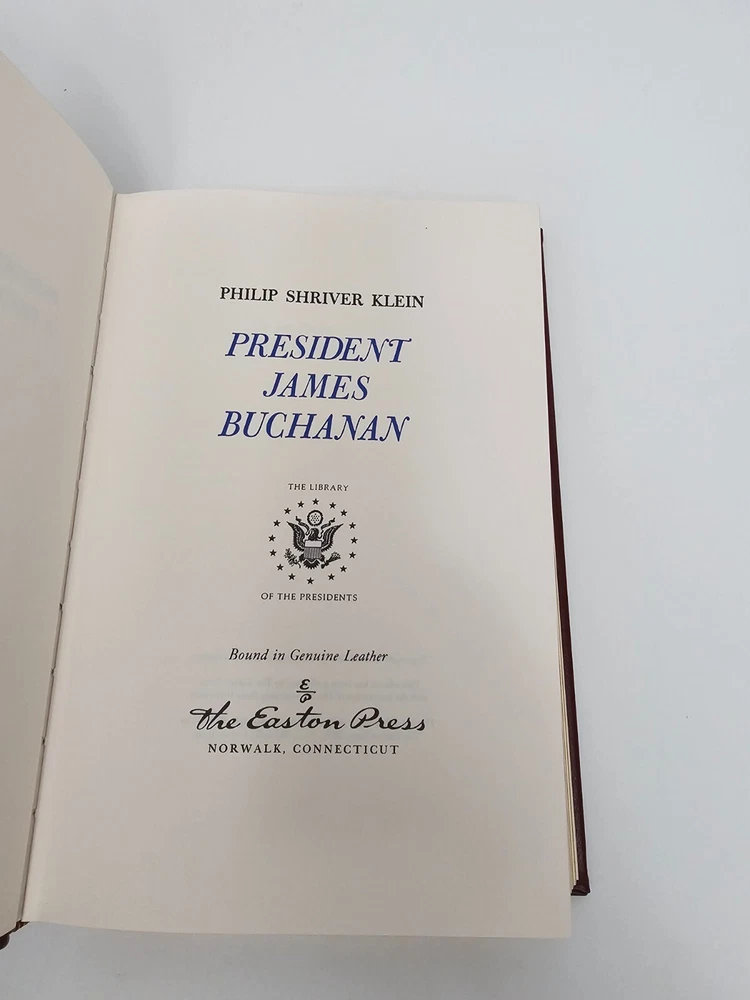 PHILIP SHRIVER KLEIN
PRESIDENT
JAMES
BUCHANAN
THE LIBRARY
OF THE PRESIDENTS
Bound in Genuine Leather
E
P
The Easton Press
NORWALK, CONNECTICUT